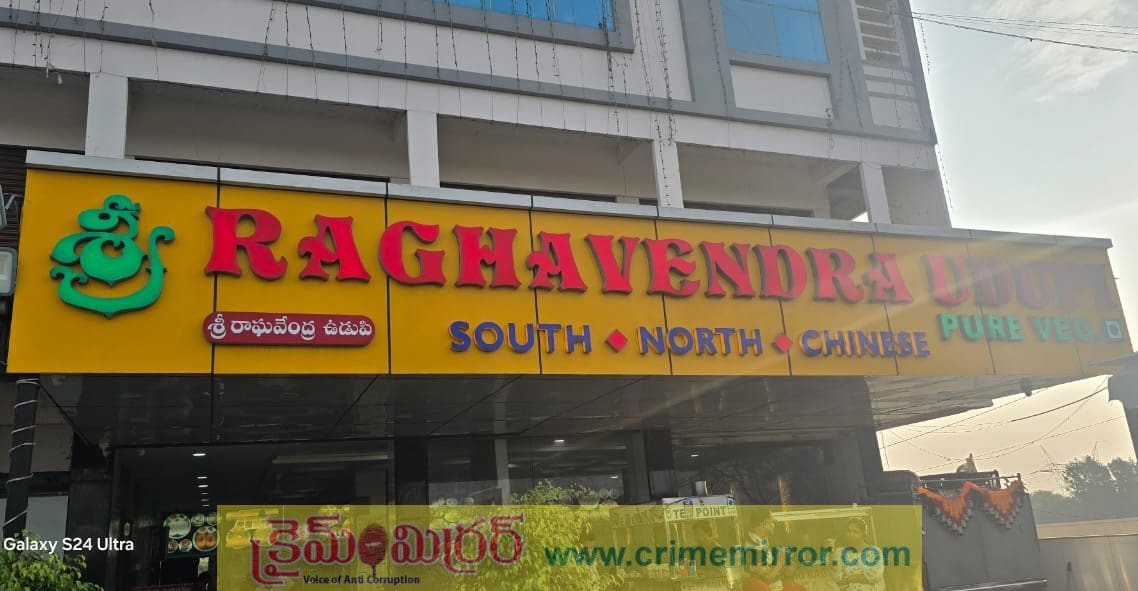 శ్రీ RAGHAVENDRA UDUPI
శ్రీ రాఘవేంద్ర ఉడుపి
SOUTH NORTH CHINESE
PURE VEG.
TE POINT
క్రైమ్ మిర్రర్
Voice of Anti Corruption
www.crimemirror.com
Galaxy S24 Ultra